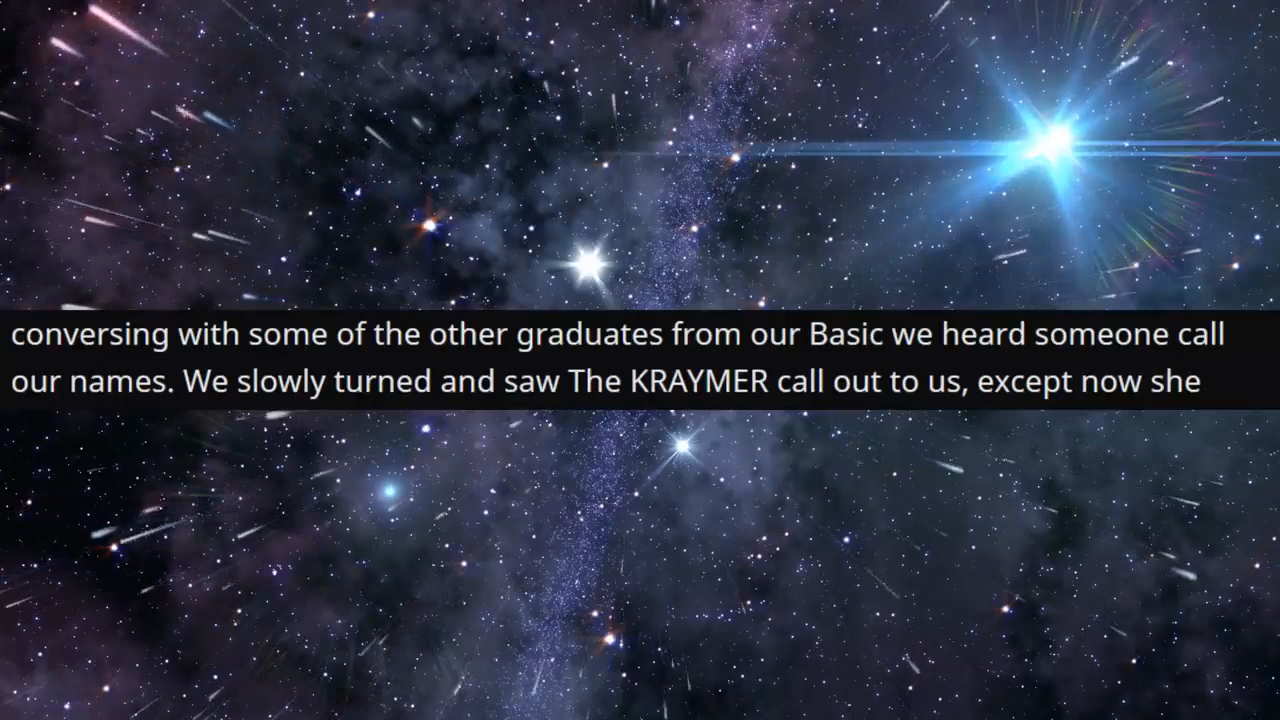 conversing with some of the other graduates from our Basic we heard someone call
our names. We slowly turned and saw The KRAYMER call out to us, except now she